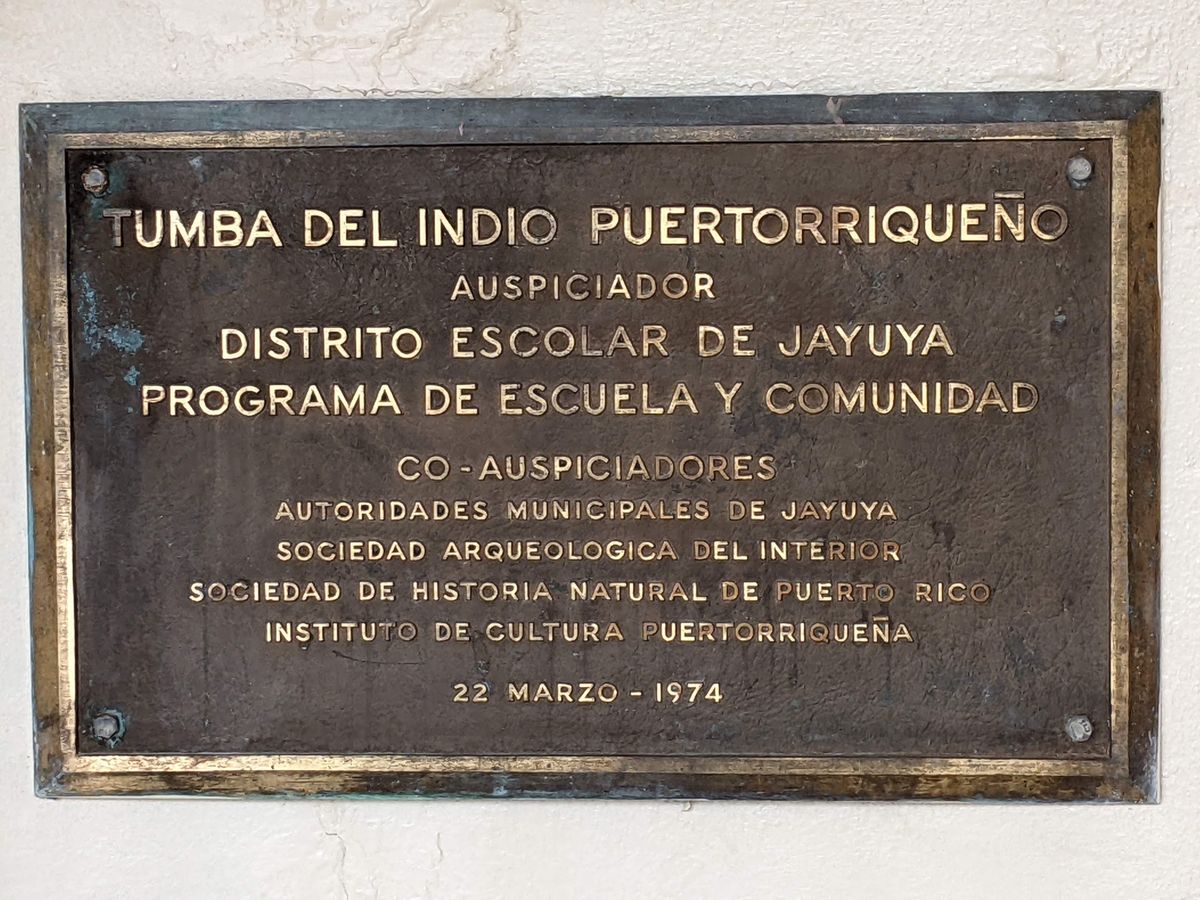 TUMBA DEL INDIO PUERTORRIQUEÑO
AUSPICIADOR
DISTRITO ESCOLAR DE JAYUYA
PROGRAMA DE ESCUELA Y COMUNIDAD
CO-AUSPICIADORES
AUTORIDADES MUNICIPALES DE JAYUYA
SOCIEDAD ARQUEOLOGICA DEL INTERIOR
SOCIEDAD DE HISTORIA NATURAL DE PUERTO RICO
INSTITUTO DE CULTURA PUERTORRIQUEÑA
22 MARZO - 1974